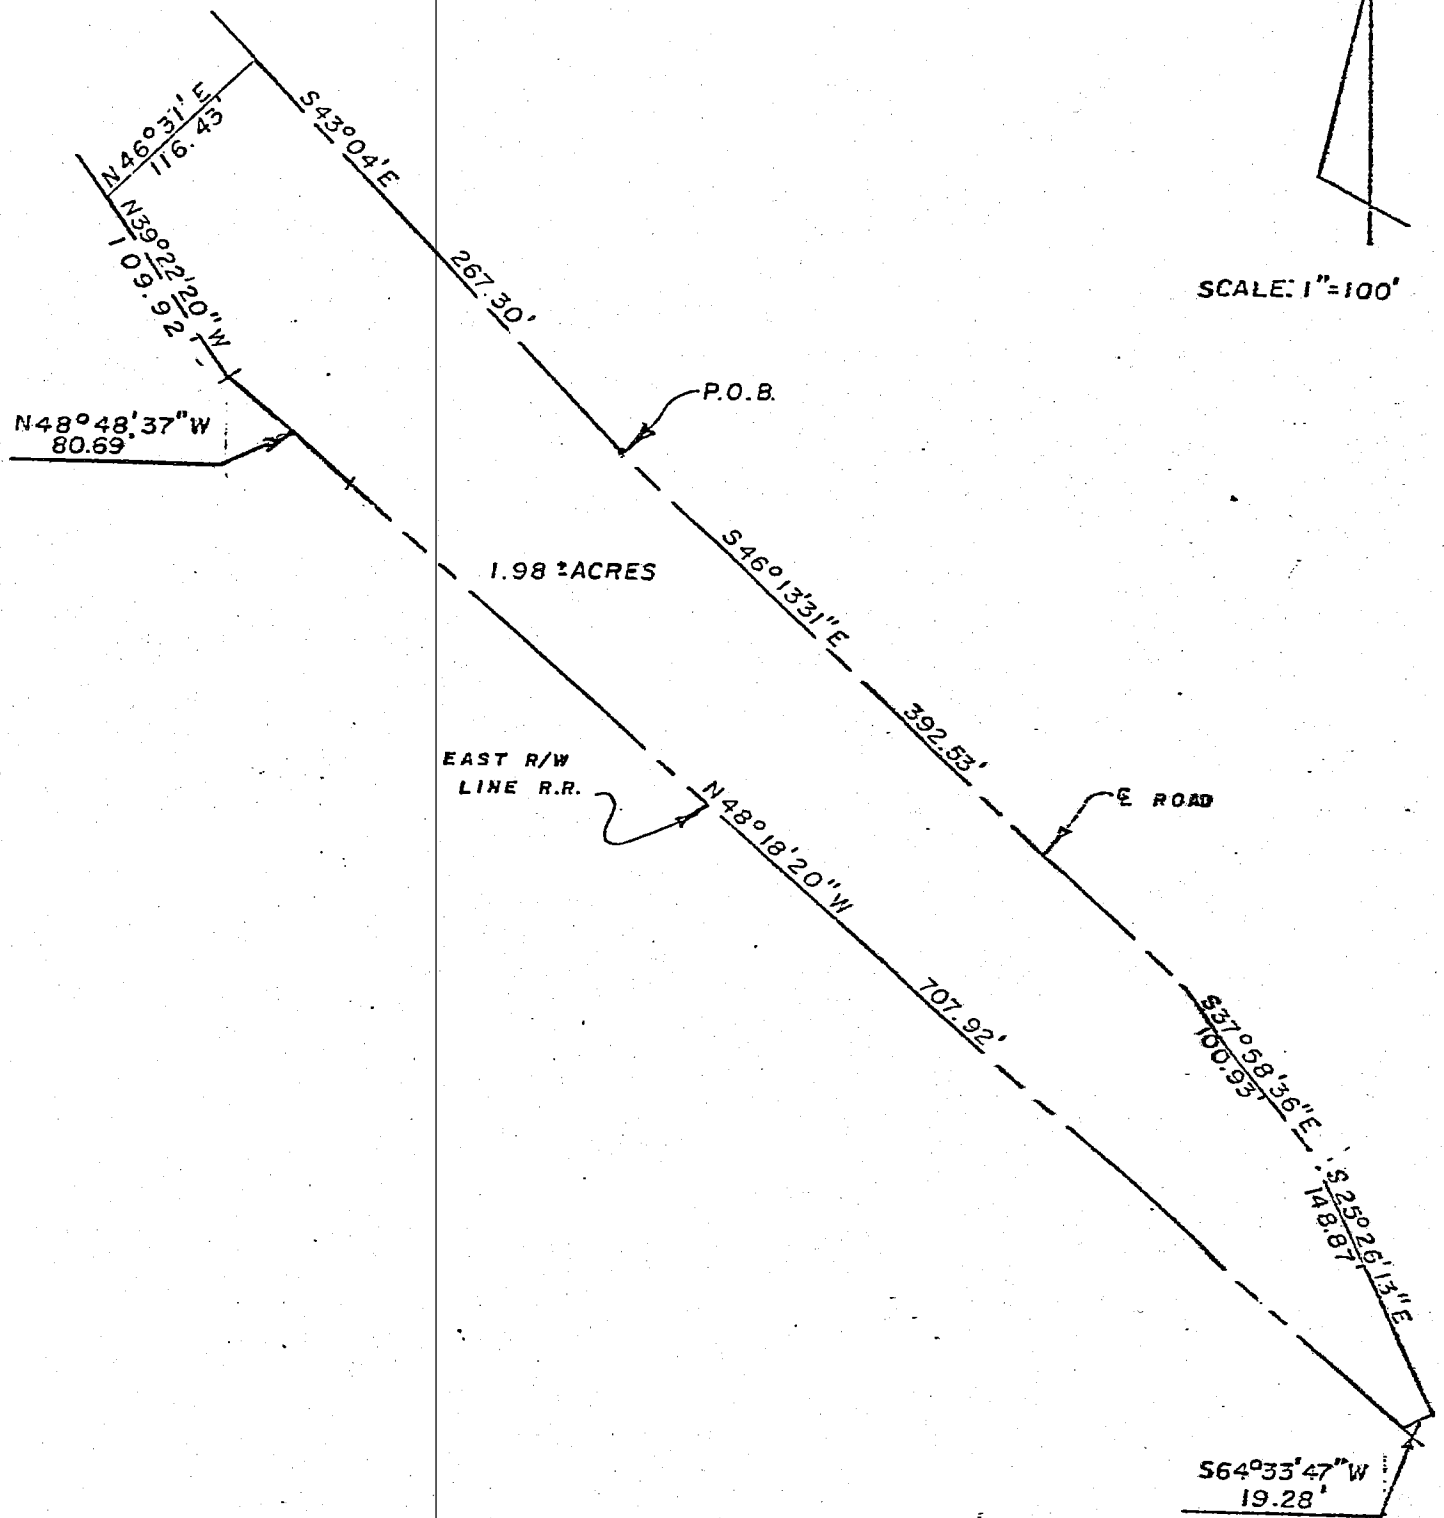 N46°31'E
116.43'
S43°04'E
267.30'
N39°22'20"W
109.92'
SCALE: 1"=100'
P.O.B.
N48°48'37"W
80.69'
1.98 ± ACRES
S46°13'31"E
392.53'
EAST R/W
LINE R.R.
N48°18'20"W
707.92'
℄ ROAD
S37°58'36"E
100.93'
S25°26'13"E
148.87'
S64°33'47"W
19.28'